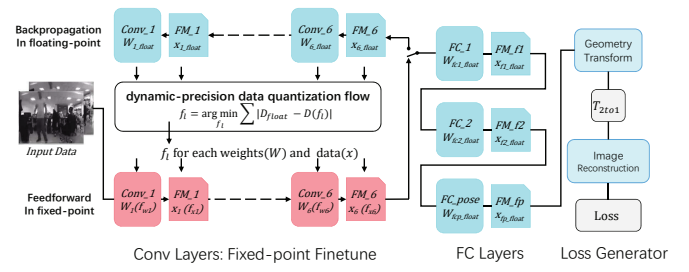 Backpropagation
In floating-point
Conv_1
W_1_float
FM_1
x_1_float
Conv_6
W_6_float
FM_6
x_6_float
FC_1
W_fc1_float
FM_f1
x_f1_float
Geometry
Transform
dynamic-precision data quantization flow
f_l = arg min_{f_l} ∑ |D_float − D(f_l)|
T_2to1
Input Data
f_l for each weights(W) and data(x)
FC_2
W_fc2_float
FM_f2
x_f2_float
Image
Reconstruction
Feedforward
In fixed-point
Conv_1
W_1(f_w1)
FM_1
x_1 (f_x1)
Conv_6
W_6(f_w6)
FM_6
x_6 (f_x6)
FC_pose
W_fcp_float
FM_fp
x_fp_float
Loss
Conv Layers: Fixed-point Finetune
FC Layers
Loss Generator